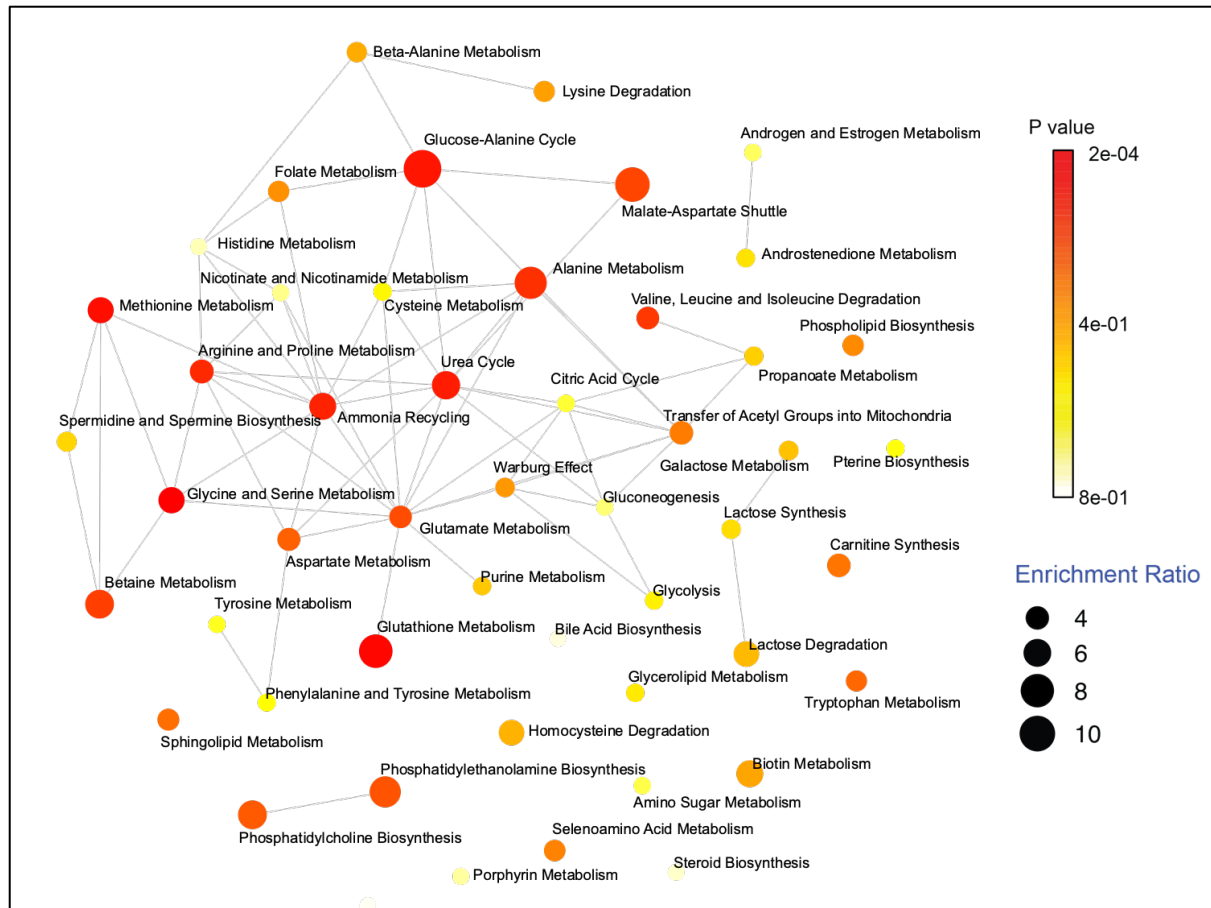 Beta-Alanine Metabolism
Lysine Degradation
Androgen and Estrogen Metabolism
P value
Glucose-Alanine Cycle
2e-04
Folate Metabolism
Malate-Aspartate Shuttle
Histidine Metabolism
Androstenedione Metabolism
Nicotinate and Nicotinamide Metabolism
Alanine Metabolism
Methionine Metabolism
Cysteine Metabolism
Valine, Leucine and Isoleucine Degradation
Phospholipid Biosynthesis
4e-01
Arginine and Proline Metabolism
Urea Cycle
Citric Acid Cycle
Propanoate Metabolism
Spermidine and Spermine Biosynthesis
Ammonia Recycling
Transfer of Acetyl Groups into Mitochondria
Warburg Effect
Galactose Metabolism
Pterine Biosynthesis
Glycine and Serine Metabolism
Gluconeogenesis
8e-01
Glutamate Metabolism
Lactose Synthesis
Aspartate Metabolism
Carnitine Synthesis
Betaine Metabolism
Purine Metabolism
Glycolysis
Enrichment Ratio
Tyrosine Metabolism
4
Glutathione Metabolism
Bile Acid Biosynthesis
Lactose Degradation
6
Glycerolipid Metabolism
Phenylalanine and Tyrosine Metabolism
8
Tryptophan Metabolism
Homocysteine Degradation
10
Sphingolipid Metabolism
Phosphatidylethanolamine Biosynthesis
Biotin Metabolism
Amino Sugar Metabolism
Phosphatidylcholine Biosynthesis
Selenoamino Acid Metabolism
Steroid Biosynthesis
Porphyrin Metabolism